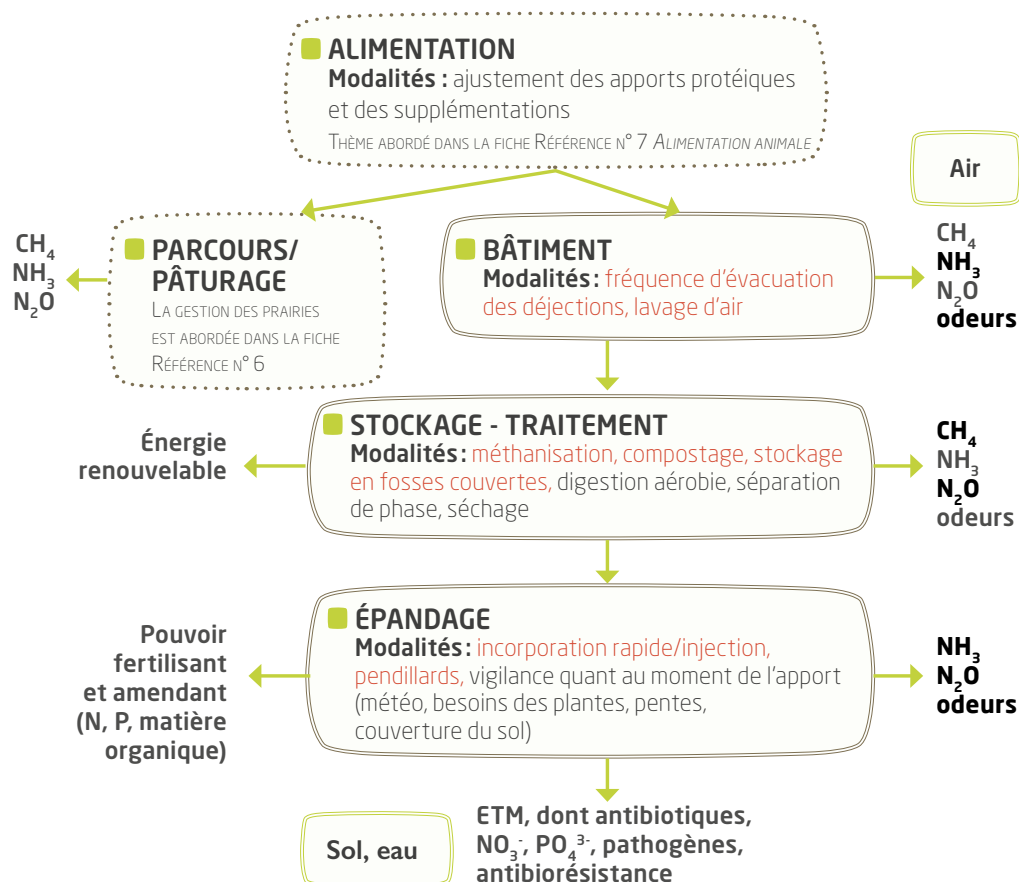 ALIMENTATION
Modalités : ajustement des apports protéiques
et des supplémentations
Thème abordé dans la fiche Référence n° 7 Alimentation animale
Air
CH₄
NH₃
N₂O
PARCOURS/
PÂTURAGE
La gestion des prairies
est abordée dans la fiche
Référence n° 6
BÂTIMENT
Modalités : fréquence d'évacuation
des déjections, lavage d'air
CH₄
NH₃
N₂O
odeurs
Énergie
renouvelable
STOCKAGE - TRAITEMENT
Modalités : méthanisation, compostage, stockage
en fosses couvertes, digestion aérobie, séparation
de phase, séchage
CH₄
NH₃
N₂O
odeurs
Pouvoir
fertilisant
et amendant
(N, P, matière
organique)
ÉPANDAGE
Modalités : incorporation rapide/injection,
pendillards, vigilance quant au moment de l'apport
(météo, besoins des plantes, pentes,
couverture du sol)
NH₃
N₂O
odeurs
Sol, eau
ETM, dont antibiotiques,
NO₃⁻, PO₄³⁻, pathogènes,
antibiorésistance